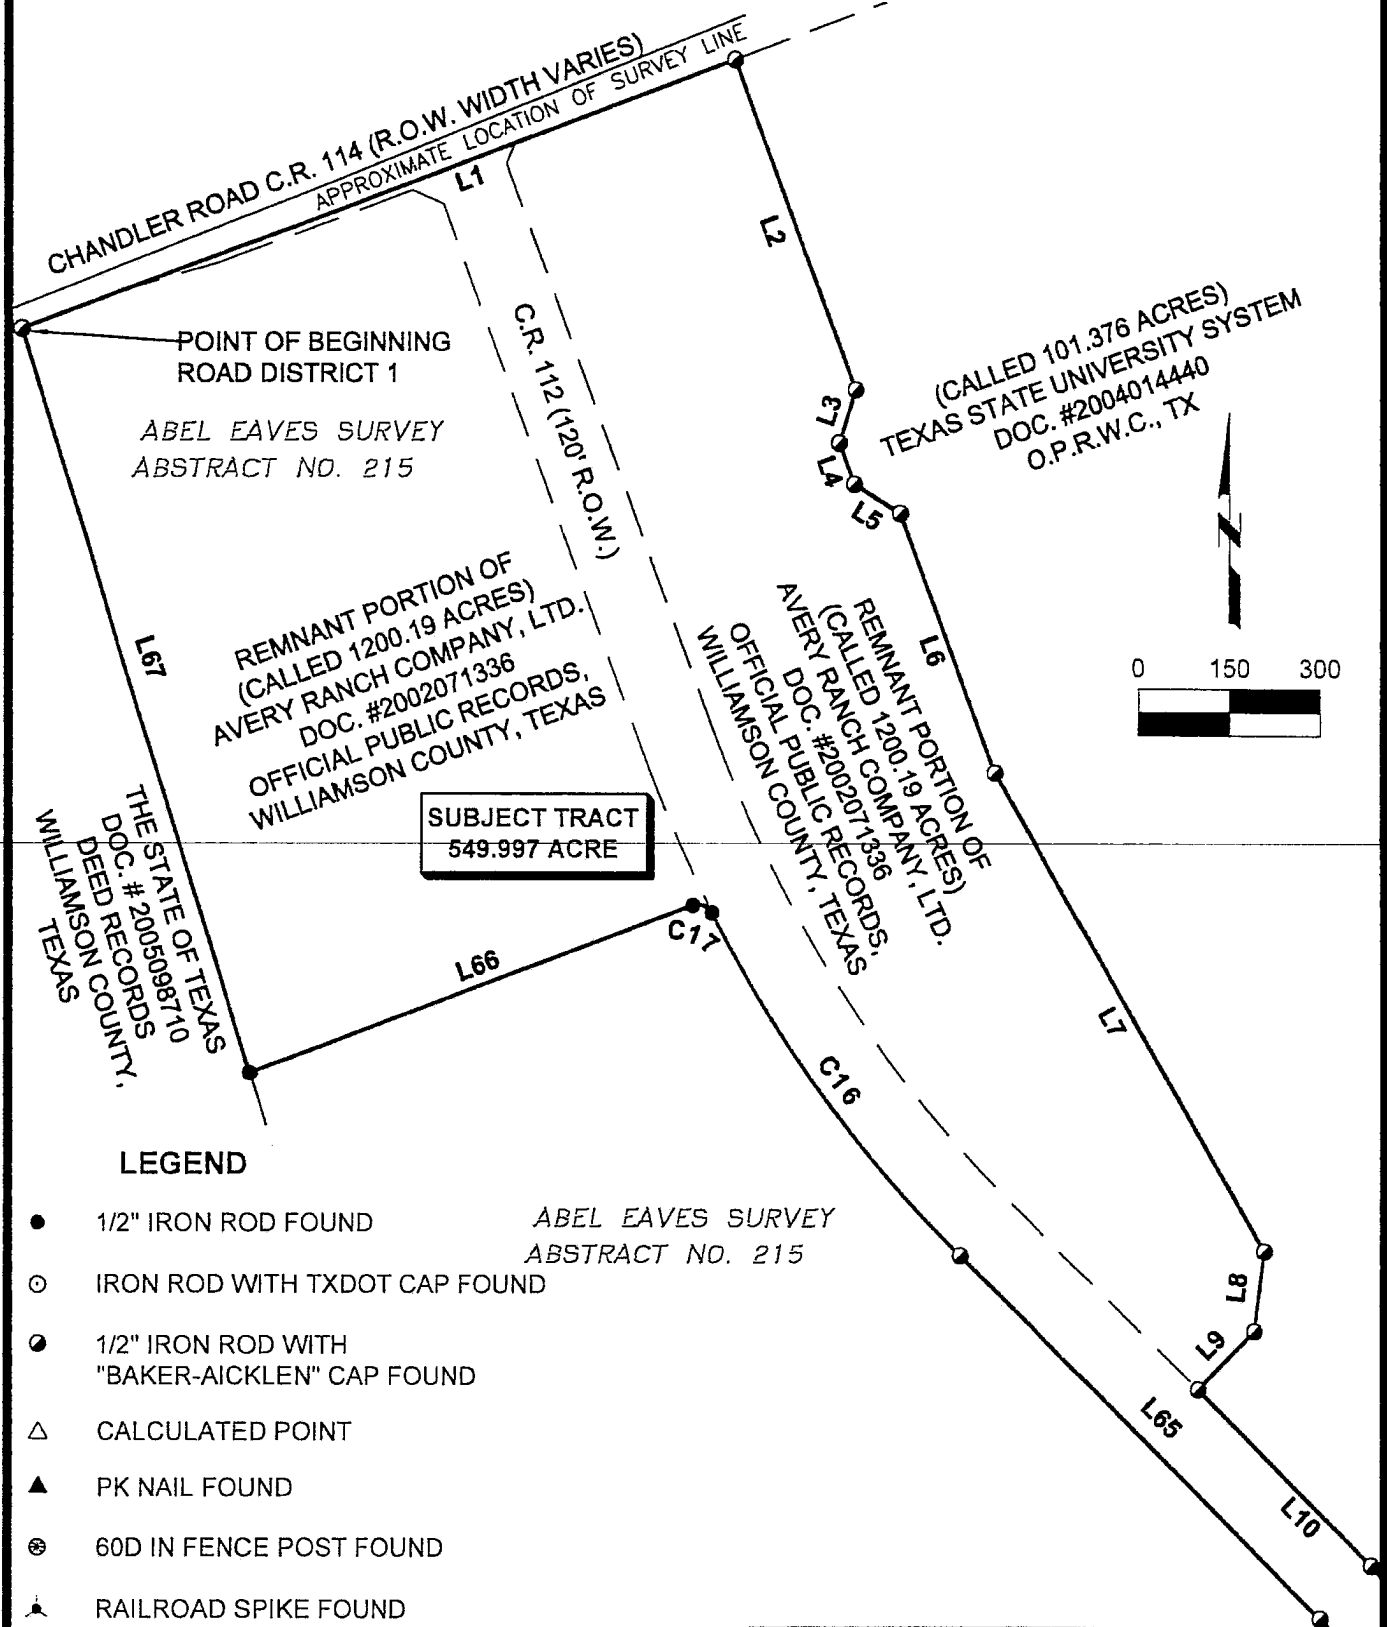 CHANDLER ROAD C.R. 114 (R.O.W. WIDTH VARIES)
APPROXIMATE LOCATION OF SURVEY LINE
L1
L2
POINT OF BEGINNING
ROAD DISTRICT 1
ABEL EAVES SURVEY
ABSTRACT NO. 215
C.R. 112 (120' R.O.W.)
L3
L4
L5
(CALLED 101.376 ACRES)
TEXAS STATE UNIVERSITY SYSTEM
DOC. #2004014440
O.P.R.W.C., TX
N
0 150 300
L67
REMNANT PORTION OF
(CALLED 1200.19 ACRES)
AVERY RANCH COMPANY, LTD.
DOC. #2002071336
OFFICIAL PUBLIC RECORDS,
WILLIAMSON COUNTY, TEXAS
REMNANT PORTION OF
(CALLED 1200.19 ACRES)
AVERY RANCH COMPANY, LTD.
DOC. #2002071336
OFFICIAL PUBLIC RECORDS,
WILLIAMSON COUNTY, TEXAS
L6
SUBJECT TRACT
549.997 ACRE
THE STATE OF TEXAS
DOC. # 2005098710
DEED RECORDS
WILLIAMSON COUNTY,
TEXAS
C17
L66
L7
C16
L8
L9
L65
L10
ABEL EAVES SURVEY
ABSTRACT NO. 215
LEGEND
1/2" IRON ROD FOUND
IRON ROD WITH TXDOT CAP FOUND
1/2" IRON ROD WITH
"BAKER-AICKLEN" CAP FOUND
CALCULATED POINT
PK NAIL FOUND
60D IN FENCE POST FOUND
RAILROAD SPIKE FOUND